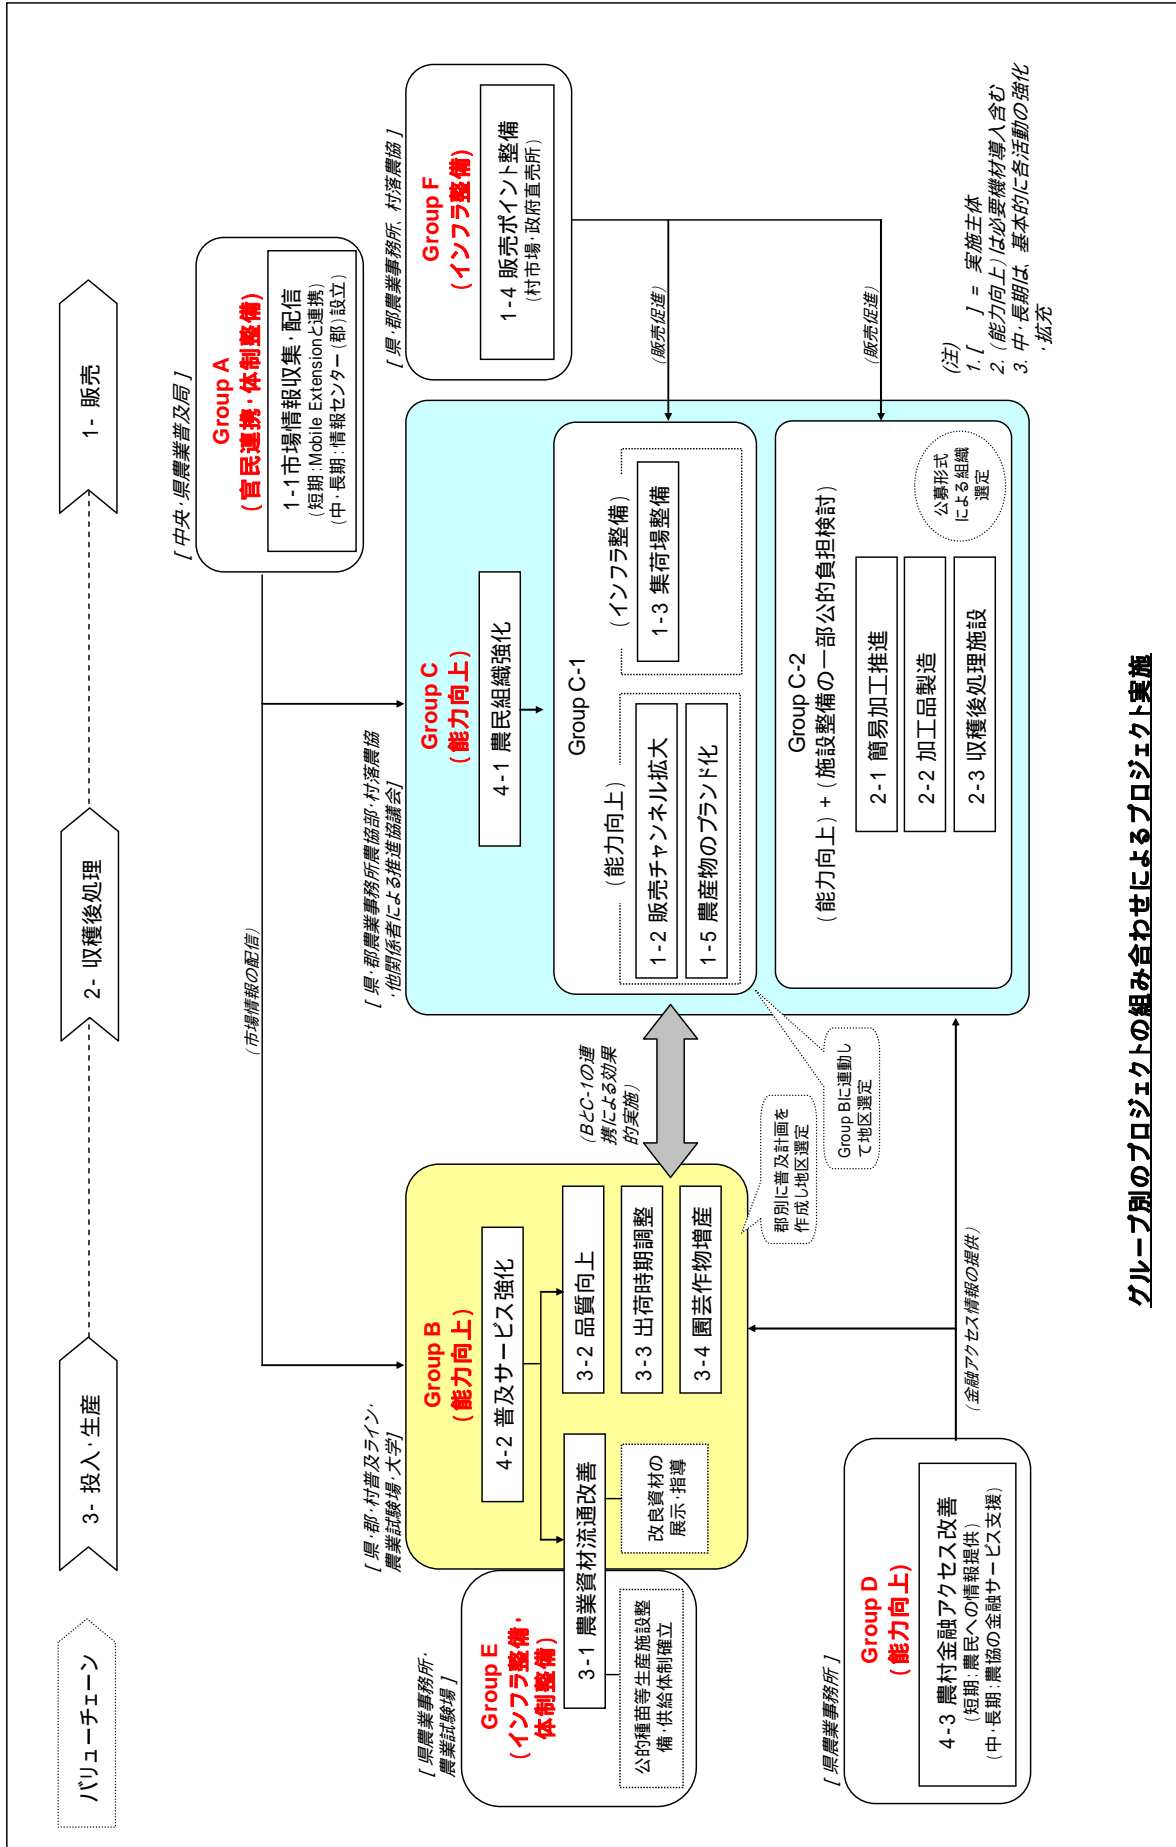 バリューチェーン
3- 投入・生産
2- 収穫後処理
1- 販売
[ 中央・県農業普及局 ]
Group A
(官民連携・体制整備)
1-1市場情報収集・配信
(短期：Mobile Extensionと連携)
(中・長期：情報センター(郡)設立)
(市場情報の配信)
[ 県農業事務所・
農業試験場 ]
Group E
(インフラ整備・
体制整備)
3-1 農業資材流通改善
公的種苗等生産施設整
備・供給体制確立
[ 県・郡・村普及ライン・
農業試験場・大学]
Group B
(能力向上)
4-2 普及サービス強化
改良資材の
展示・指導
3-2 品質向上
3-3 出荷時期調整
3-4 園芸作物増産
郡別に普及計画を
作成し地区選定
(BとC-1の連
携による効果
的実施)
Group Bに連動し
て地区選定
[ 県・郡農業事務所農協部・村落農協
・他関係者による推進協議会]
Group C
(能力向上)
4-1 農民組織強化
Group C-1
(能力向上)
1-2 販売チャンネル拡大
1-5 農産物のブランド化
(インフラ整備)
1-3 集荷場整備
Group C-2
(能力向上) + (施設整備の一部公的負担検討)
2-1 簡易加工推進
2-2 加工品製造
2-3 収穫後処理施設
公募形式
による組織
選定
[ 県・郡農業事務所、村落農協 ]
Group F
(インフラ整備)
1-4 販売ポイント整備
(村市場・政府直売所)
(販売促進)
(販売促進)
[ 県農業事務所 ]
Group D
(能力向上)
4-3 農村金融アクセス改善
(短期：農民への情報提供)
(中・長期：農協の金融サービス支援)
(金融アクセス情報の提供)
(注)
1. [ ] = 実施主体
2. (能力向上)は必要機材導入含む
3. 中・長期は、基本的に各活動の強化
・拡充
グループ別のプロジェクトの組み合わせによるプロジェクト実施